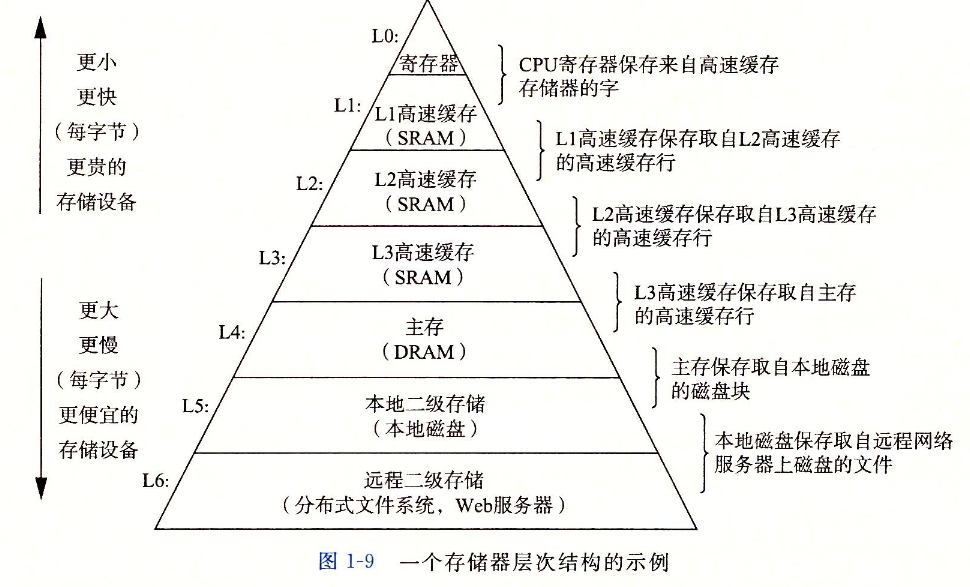 更小
更快
（每字节）
更贵的
存储设备
更大
更慢
（每字节）
更便宜的
存储设备
L0:
寄存器
CPU寄存器保存来自高速缓存
存储器的字
L1:
L1高速缓存
（SRAM）
L1高速缓存保存取自L2高速缓存
的高速缓存行
L2:
L2高速缓存
（SRAM）
L2高速缓存保存取自L3高速缓存
的高速缓存行
L3:
L3高速缓存
（SRAM）
L3高速缓存保存取自主存
的高速缓存行
L4:
主存
（DRAM）
主存保存取自本地磁盘
的磁盘块
L5:
本地二级存储
（本地磁盘）
本地磁盘保存取自远程网络
服务器上磁盘的文件
L6:
远程二级存储
（分布式文件系统，Web服务器）
图 1-9 一个存储器层次结构的示例